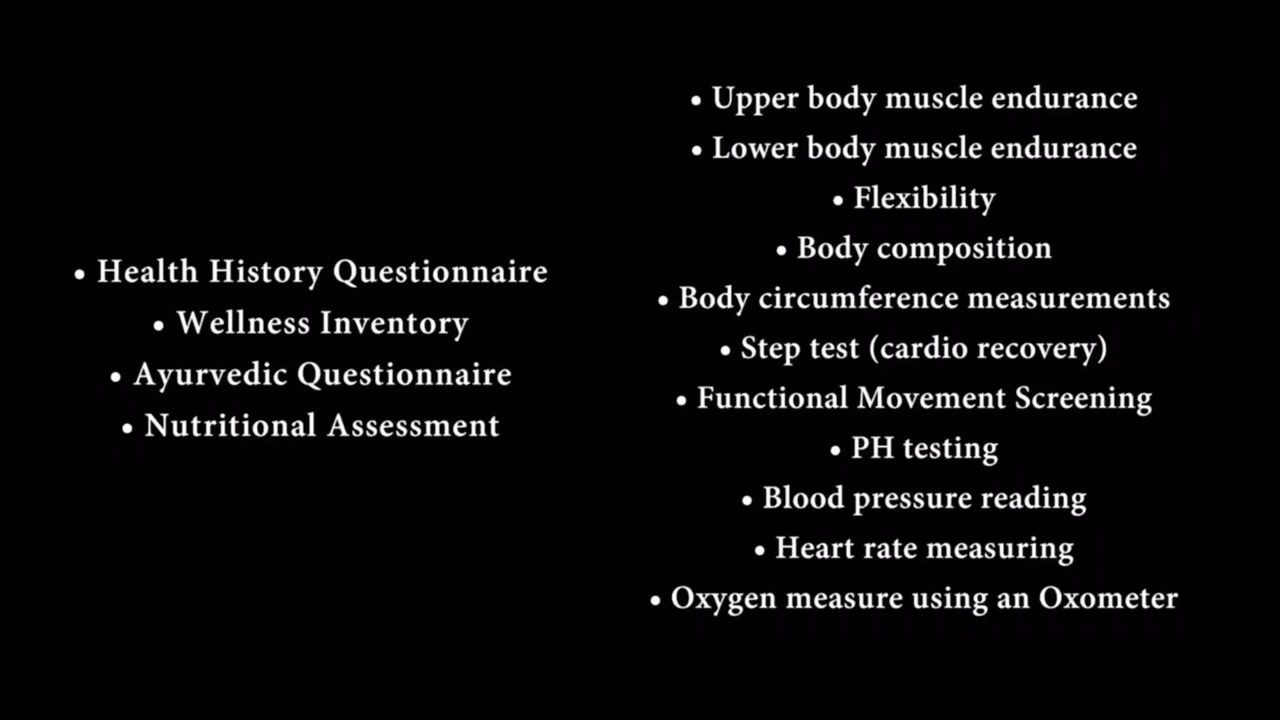 • Health History Questionnaire
• Wellness Inventory
• Ayurvedic Questionnaire
• Nutritional Assessment
• Upper body muscle endurance
• Lower body muscle endurance
• Flexibility
• Body composition
• Body circumference measurements
• Step test (cardio recovery)
• Functional Movement Screening
• PH testing
• Blood pressure reading
• Heart rate measuring
• Oxygen measure using an Oxometer